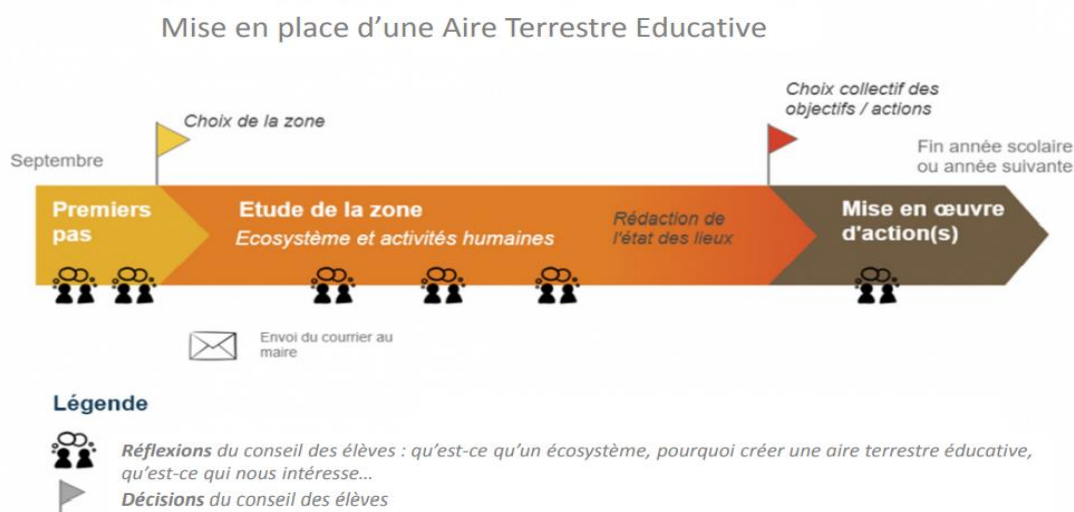 Mise en place d’une Aire Terrestre Educative
Choix de la zone
Choix collectif des
objectifs / actions
Septembre
Fin année scolaire
ou année suivante
Premiers
pas
Etude de la zone
Ecosystème et activités humaines
Rédaction de
l'état des lieux
Mise en œuvre
d'action(s)
Envoi du courrier au
maire
Légende
Réflexions du conseil des élèves : qu’est-ce qu’un écosystème, pourquoi créer une aire terrestre éducative,
qu’est-ce qui nous intéresse…
Décisions du conseil des élèves